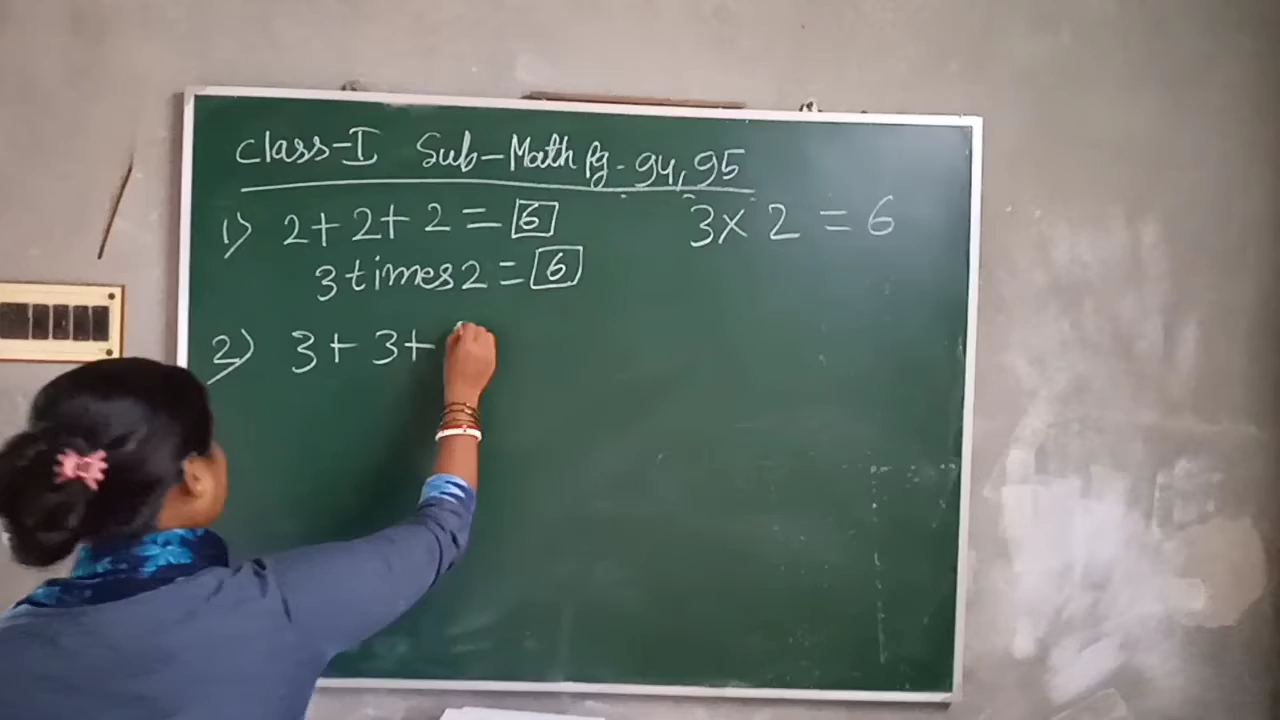 Class-I Sub-Math Pg-94,95
1) 2+2+2=6 3×2=6
3 times 2=6
2) 3+3+